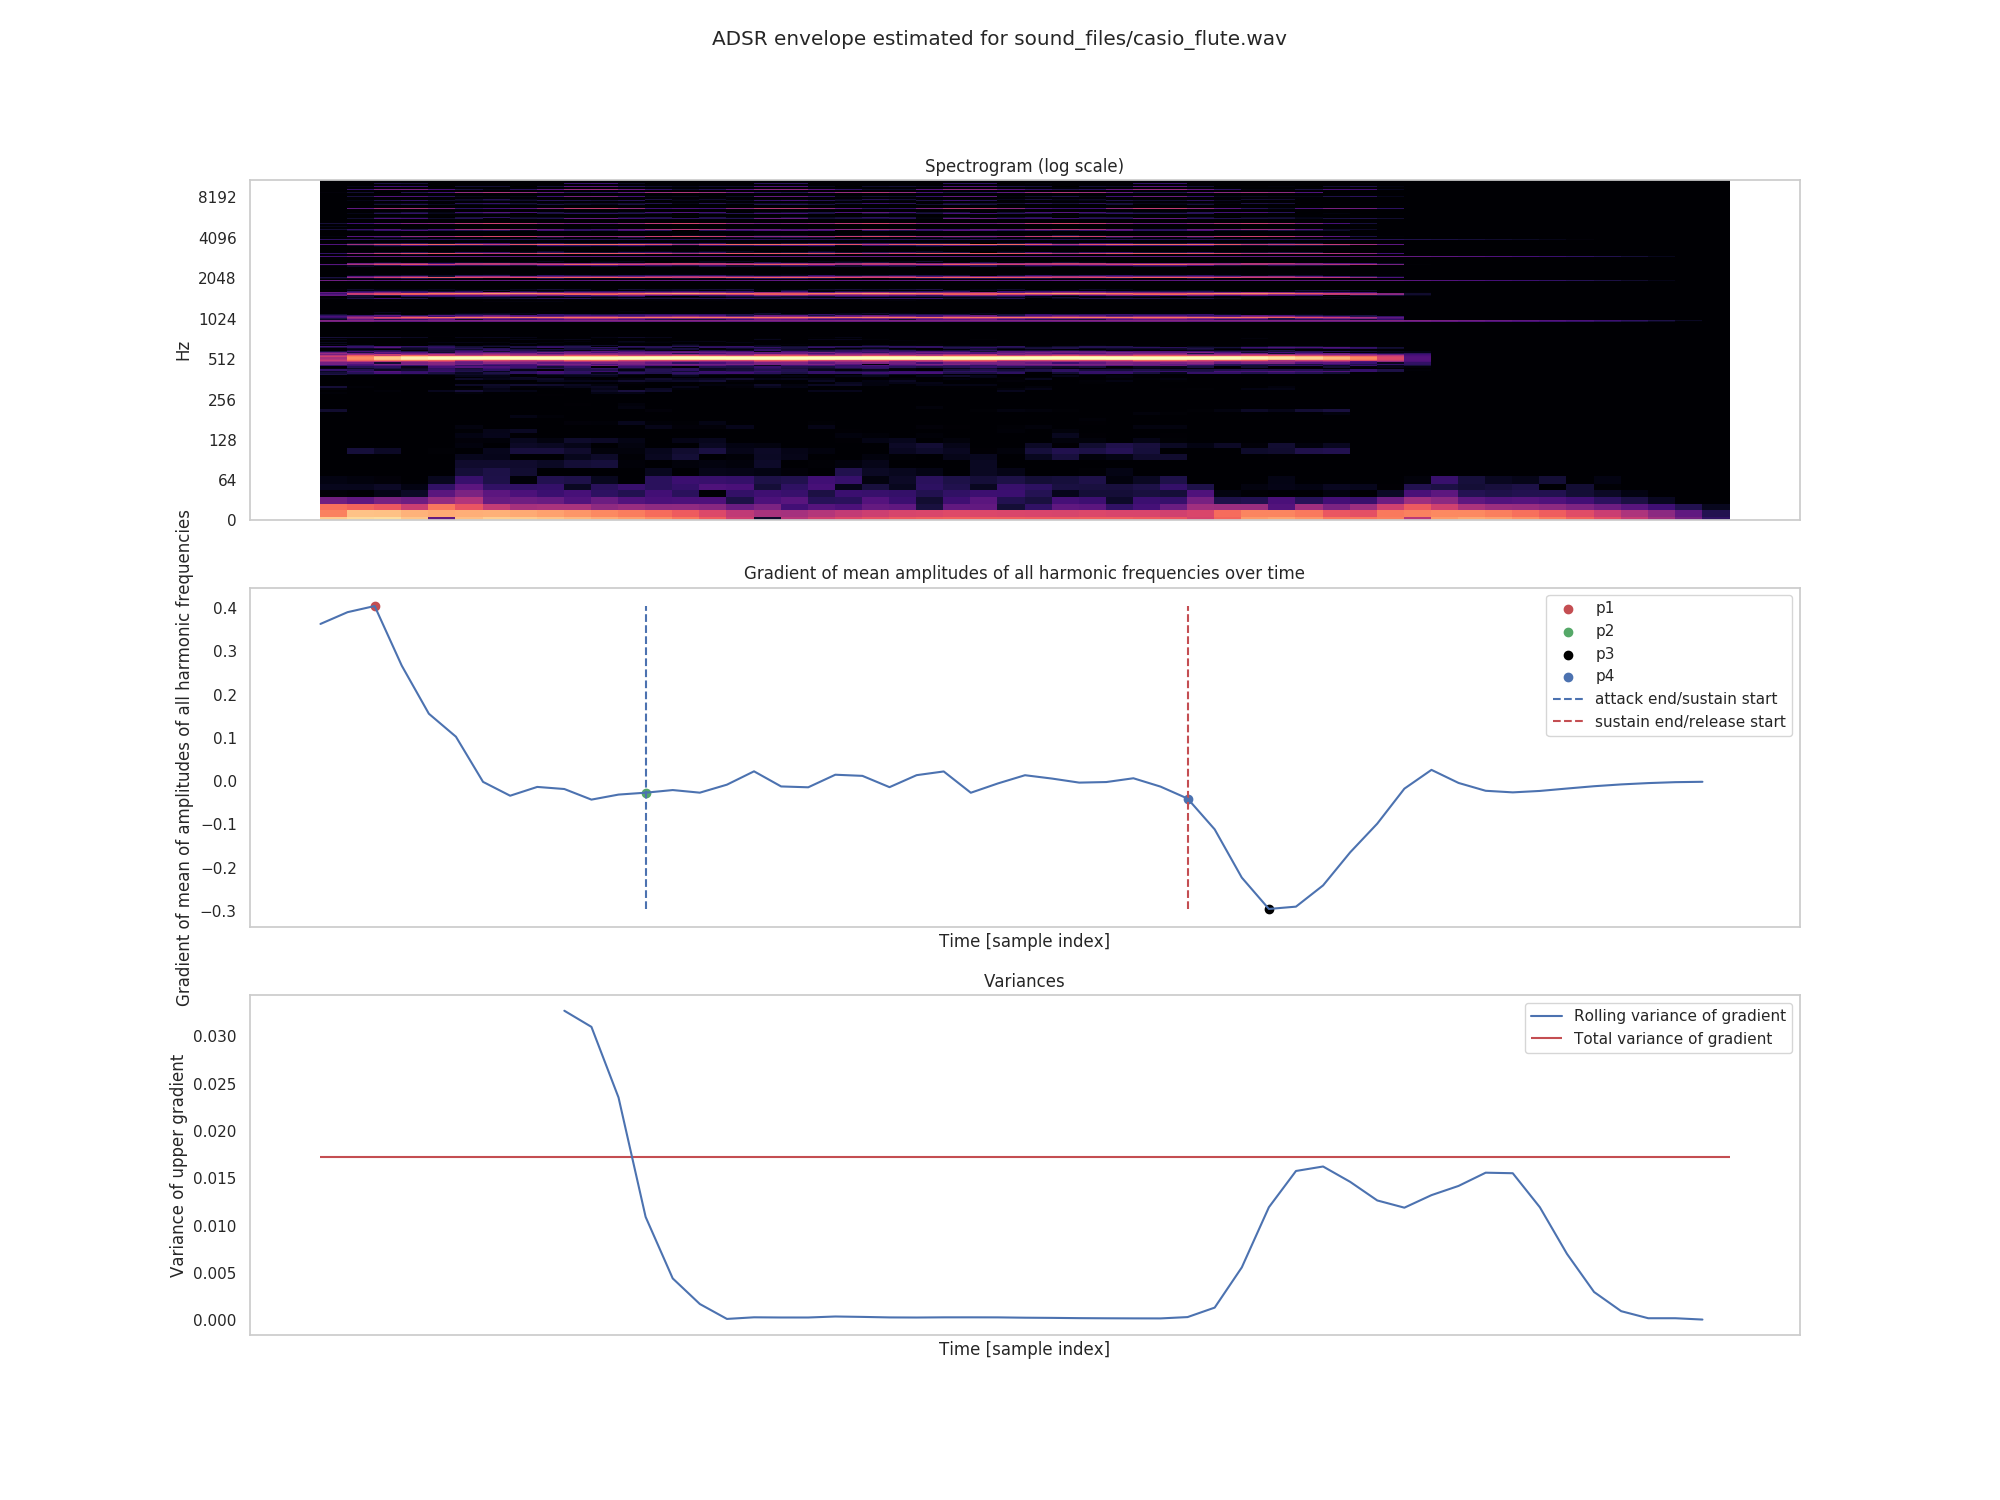 ADSR envelope estimated for sound_files/casio_flute.wav
Spectrogram (log scale)
8192
4096
2048
1024
512
256
128
64
0
Hz
Gradient of mean amplitudes of all harmonic frequencies over time
0.4
0.3
0.2
0.1
0.0
−0.1
−0.2
−0.3
Gradient of mean of amplitudes of all harmonic frequencies
p1
p2
p3
p4
attack end/sustain start
sustain end/release start
Time [sample index]
Variances
0.030
0.025
0.020
0.015
0.010
0.005
0.000
Variance of upper gradient
Rolling variance of gradient
Total variance of gradient
Time [sample index]